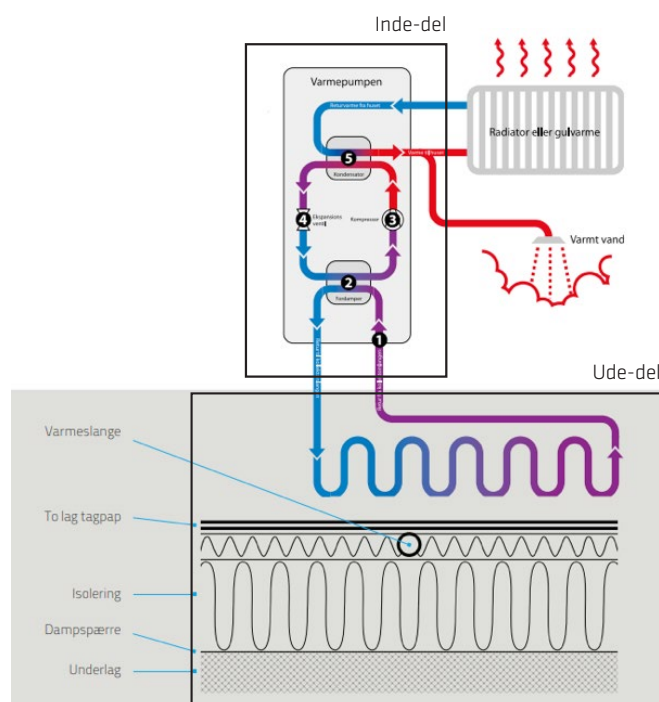 Inde-del
Varmepumpen
Returvarme fra huset
Radiator eller gulvarme
Varme til huset
5
Kondensator
4
Ekspansions
ventil
Kompressor
3
Varmt vand
2
Fordamper
1
Ude-del
Varmeslange
To lag tagpap
Isolering
Dampspærre
Underlag